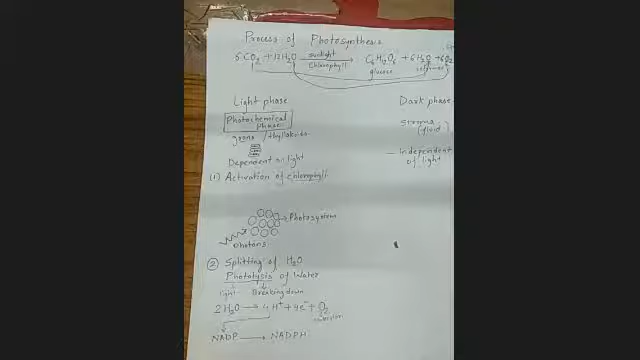 Process of Photosynthesis
6CO2 + 12H2O sunlight → Chlorophyll C6H12O6 + 6H2O + 6O2
glucose
Light phase
Dark phase
Photochemical phase
grana / thyllakoids
stroma (fluid)
Dependent on light
— independent of light
(1) Activation of chlorophyll
→ Photosystem
Photons
② Splitting of H2O
Photolysis of Water
light Breaking down
2H2O → 4H+ + 4e- + O2
NADP → NADPH